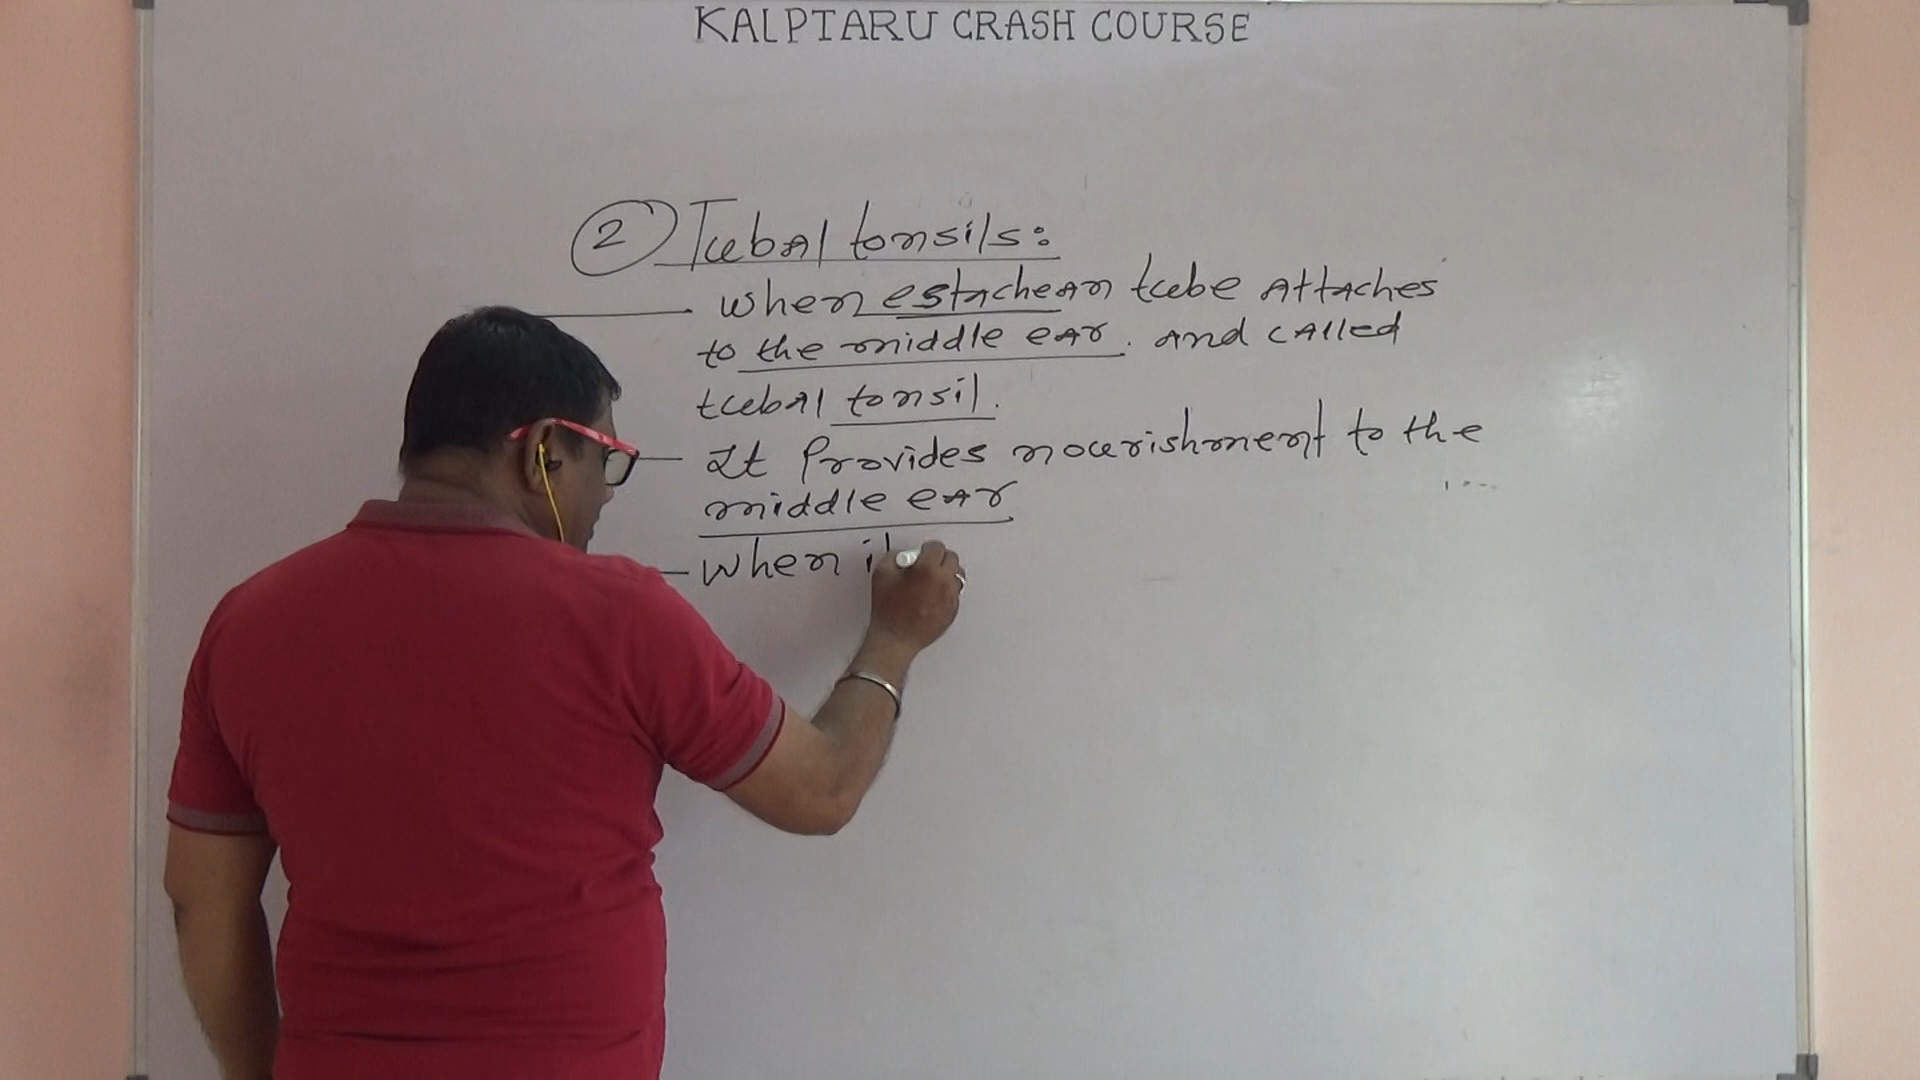 KALPTARU CRASH COURSE
2 Tubal tonsils:
— when estachean tube Attaches
to the middle ear. and called
tubal tonsil.
— It Provides nourishment to the
middle ear
— when